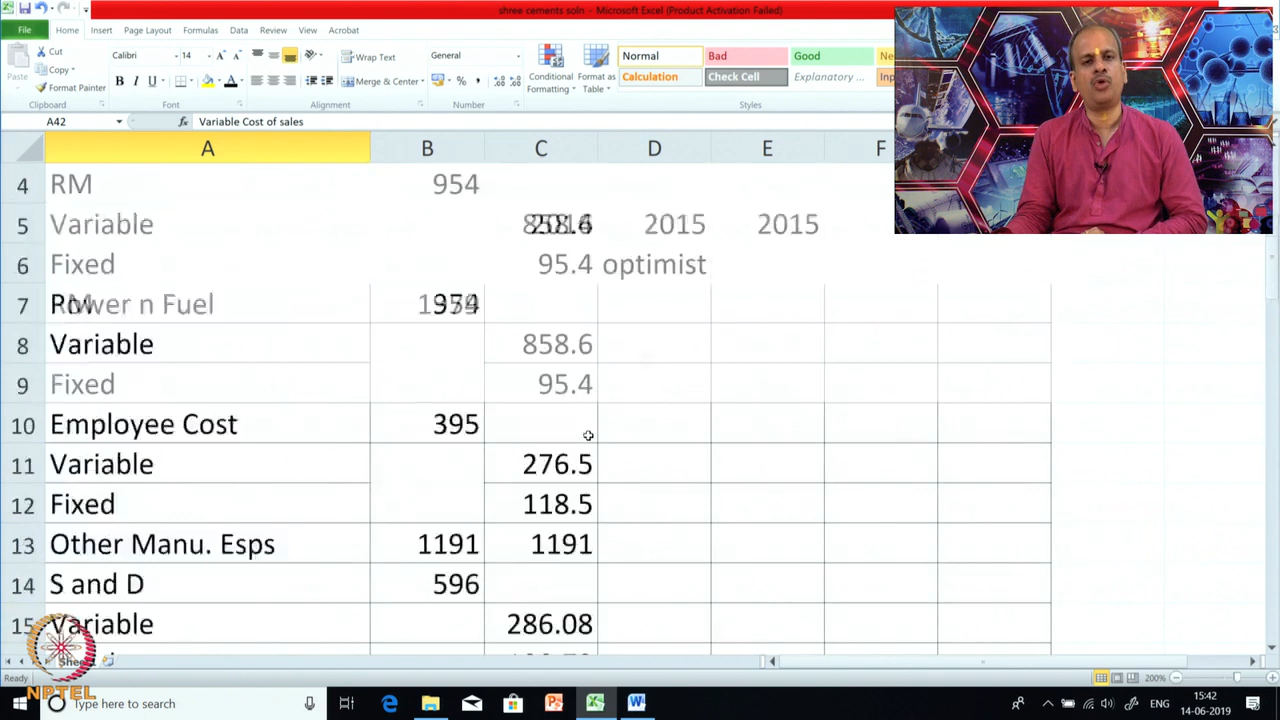 shree cements soln - Microsoft Excel (Product Activation Failed)
File Home Insert Page Layout Formulas Data Review View Acrobat
Paste Cut Copy Format Painter Clipboard
Calibri 14 Font
Wrap Text Merge & Center Alignment
General Number
Conditional Formatting Format as Table
Normal Bad Good
Calculation Check Cell Explanatory ...
Styles
A42 fx Variable Cost of sales
A B C D E F
4 RM 954
5 Variable 2015 2015
6 Fixed 95.4 optimist
7
8 Variable 858.6
9 Fixed 95.4
10 Employee Cost 395
11 Variable 276.5
12 Fixed 118.5
13 Other Manu. Esps 1191 1191
14 S and D 596
15 Variable 286.08
NPTEL
Ready 200%
Type here to search
ENG 15:42
14-06-2019